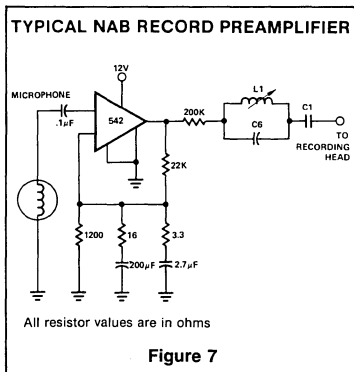 TYPICAL NAB RECORD PREAMPLIFIER
12V
MICROPHONE
.1µF
542
200K
L1
C6
C1
TO
RECORDING
HEAD
22K
1200
16
3.3
200µF
2.7µF
All resistor values are in ohms
Figure 7